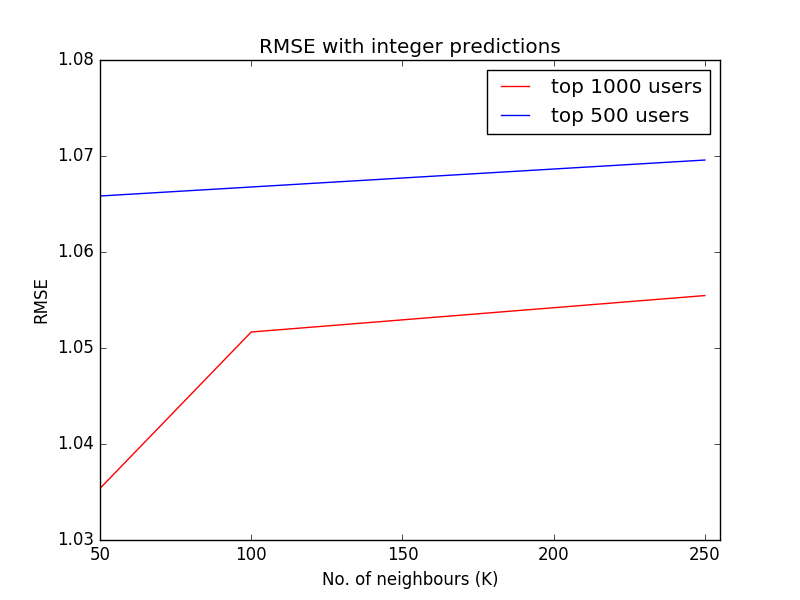 RMSE with integer predictions
1.08
1.07
1.06
1.05
1.04
1.03
RMSE
top 1000 users
top 500 users
50
100
150
200
250
No. of neighbours (K)